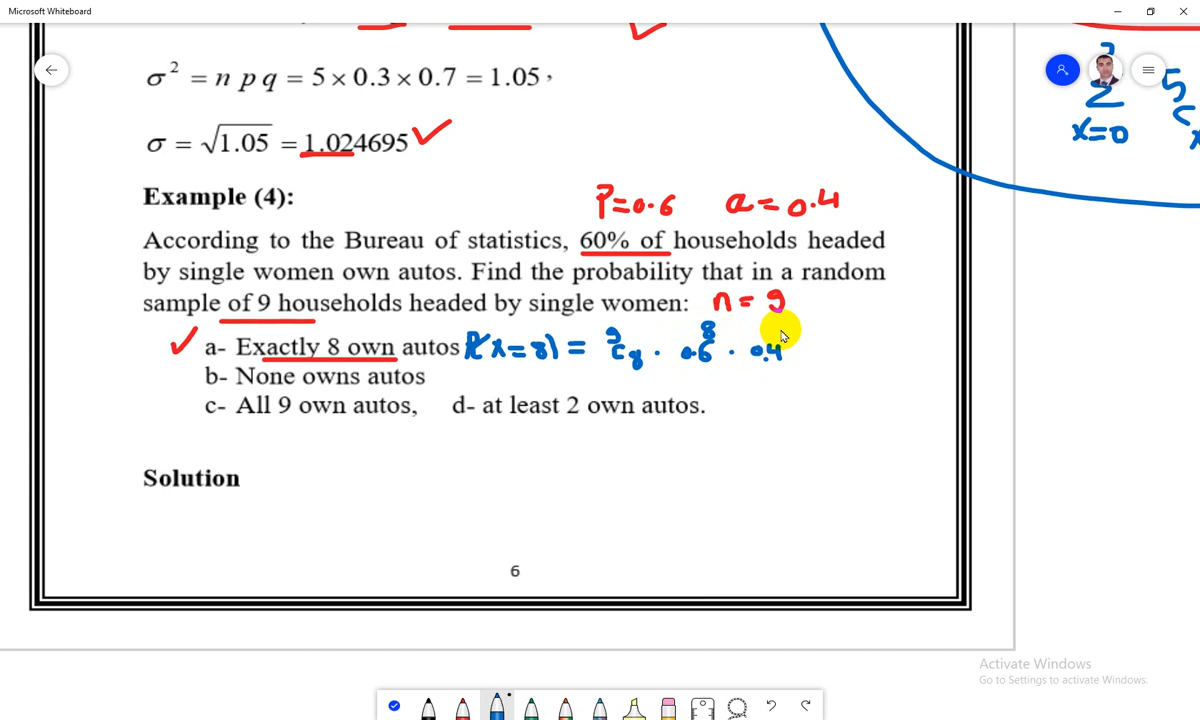 Microsoft Whiteboard
σ² = n p q = 5 × 0.3 × 0.7 = 1.05 ,
σ = √1.05 = 1.024695
Σ 5
x=0
Example (4):
P=0.6 q=0.4
According to the Bureau of statistics, 60% of households headed
by single women own autos. Find the probability that in a random
sample of 9 households headed by single women: n = 9
a- Exactly 8 own autos P(x=8) = ⁹C₈ . 0.6⁸ . 0.4
b- None owns autos
c- All 9 own autos, d- at least 2 own autos.
Solution
6
Activate Windows
Go to Settings to activate Windows.